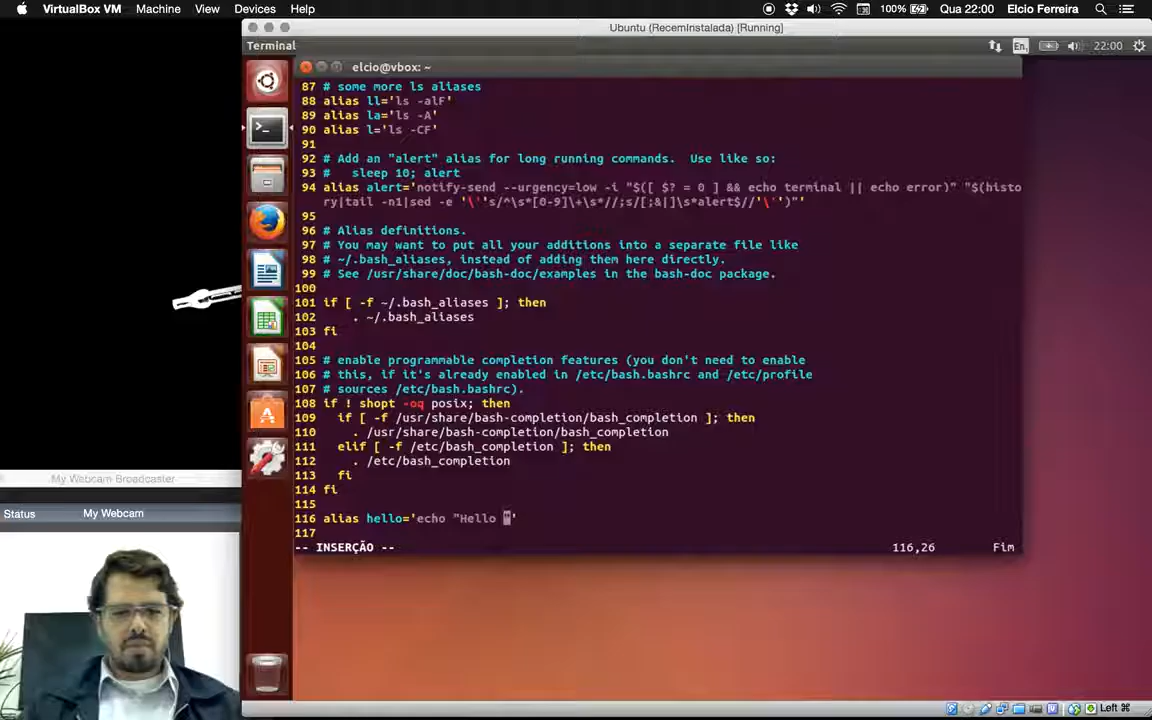 VirtualBox VM Machine View Devices Help 100% Qua 22:00 Elcio Ferreira
Ubuntu (RecemInstalada) [Running]
Terminal En 22:00
elcio@vbox: ~
87 # some more ls aliases
88 alias ll='ls -alF'
89 alias la='ls -A'
90 alias l='ls -CF'
91
92 # Add an "alert" alias for long running commands.  Use like so:
93 #   sleep 10; alert
94 alias alert='notify-send --urgency=low -i "$([ $? = 0 ] && echo terminal || echo error)" "$(histo
ry|tail -n1|sed -e '\''s/^\s*[0-9]\+\s*//;s/[;&|]\s*alert$//'\'')"'
95
96 # Alias definitions.
97 # You may want to put all your additions into a separate file like
98 # ~/.bash_aliases, instead of adding them here directly.
99 # See /usr/share/doc/bash-doc/examples in the bash-doc package.
100
101 if [ -f ~/.bash_aliases ]; then
102     . ~/.bash_aliases
103 fi
104
105 # enable programmable completion features (you don't need to enable
106 # this, if it's already enabled in /etc/bash.bashrc and /etc/profile
107 # sources /etc/bash.bashrc).
108 if ! shopt -oq posix; then
109   if [ -f /usr/share/bash-completion/bash_completion ]; then
110     . /usr/share/bash-completion/bash_completion
111   elif [ -f /etc/bash_completion ]; then
112     . /etc/bash_completion
113   fi
114 fi
115
116 alias hello='echo "Hello "'
117
-- INSERÇÃO -- 116,26 Fim
My Webcam Broadcaster
Status My Webcam
Left ⌘